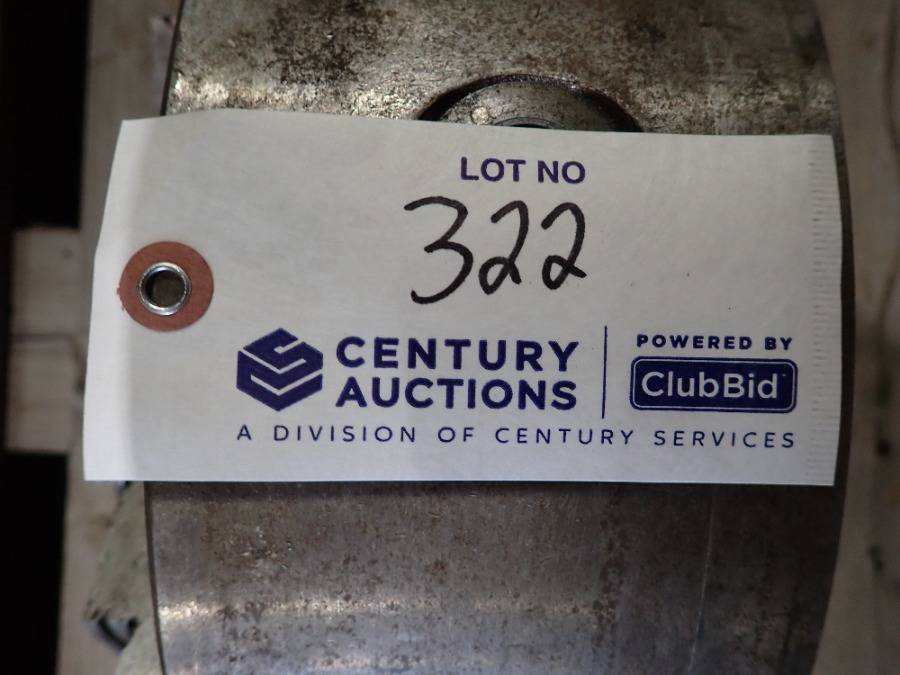 LOT NO
322
CENTURY
AUCTIONS
POWERED BY
ClubBid
A DIVISION OF CENTURY SERVICES